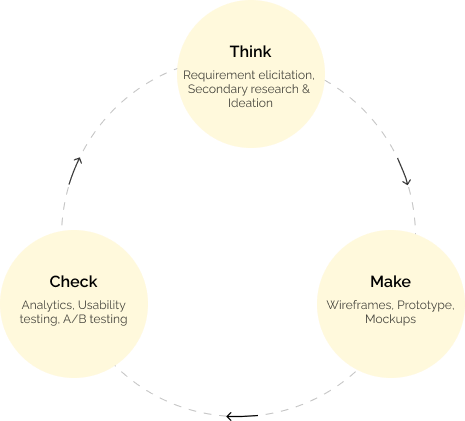 Think
Requirement elicitation,
Secondary research &
Ideation
Check
Analytics, Usability
testing, A/B testing
Make
Wireframes, Prototype,
Mockups